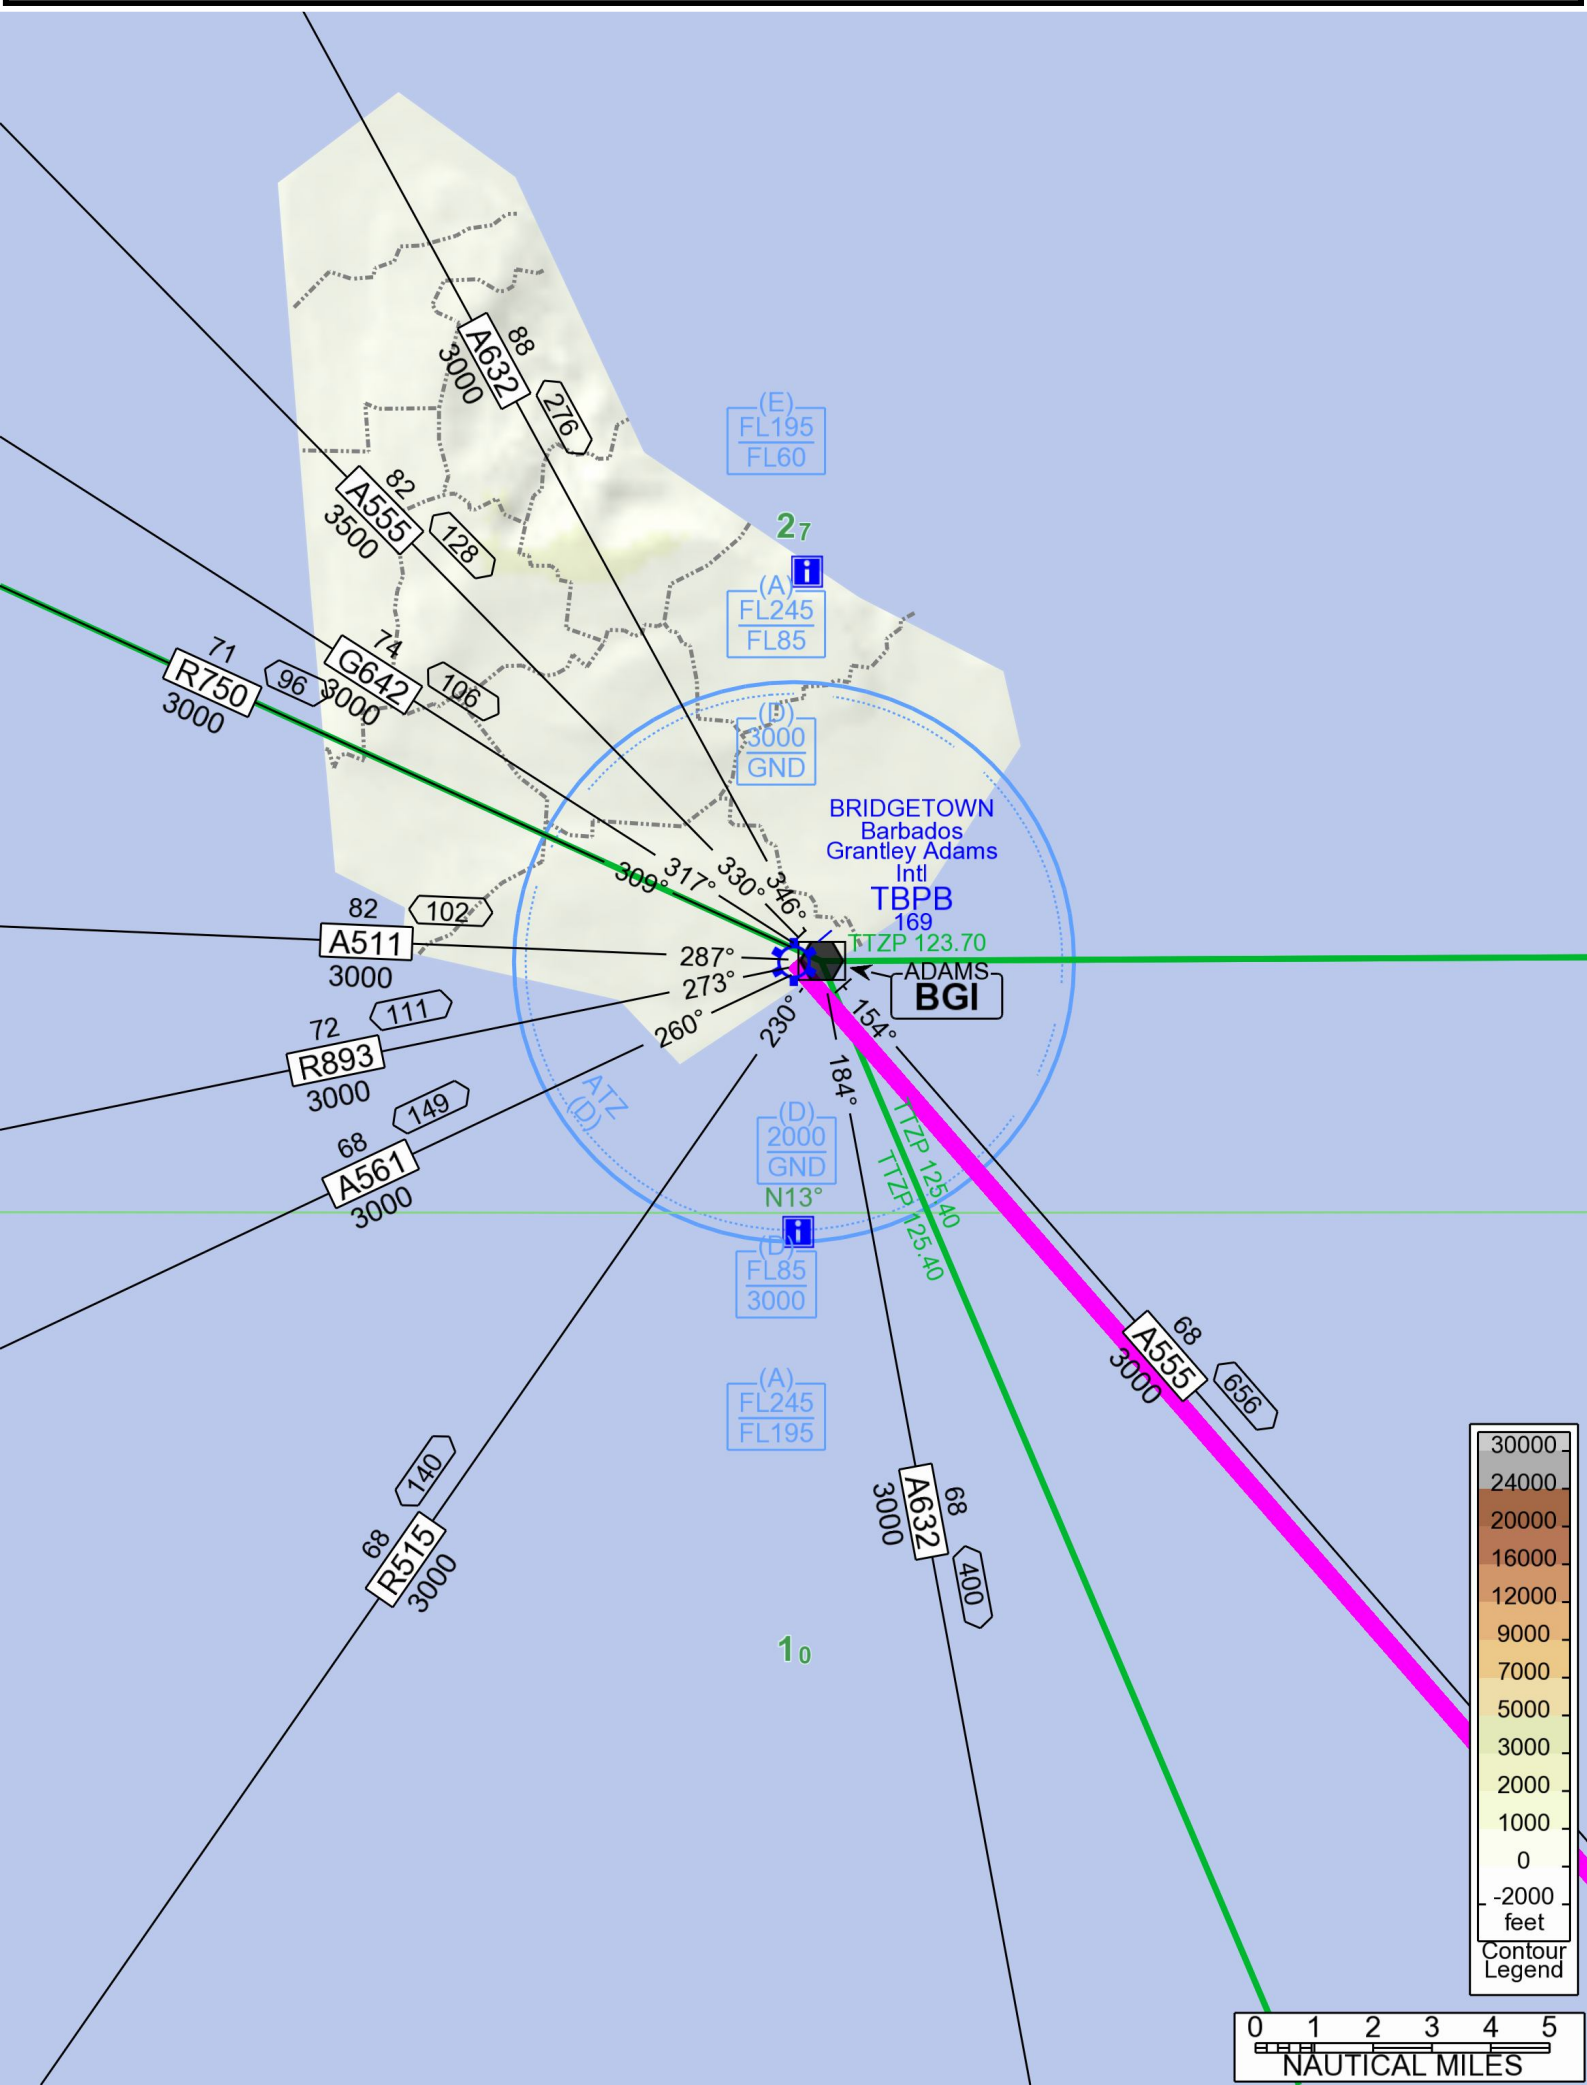 88
A632
3000
276
(E)
FL195
FL60
82
A555
3500
128
27
i
(A)
FL245
FL85
71
R750
3000
96
74
G642
3000
106
(D)
3000
GND
BRIDGETOWN
Barbados
Grantley Adams
Intl
TBPB
169
TTZP 123.70
309°
317°
330°
346°
82
102
A511
3000
287°
273°
260°
230°
ADAMS
BGI
154°
184°
72
111
R893
3000
68
149
A561
3000
ATZ
(D)
(D)
2000
GND
N13°
i
TTZP 125.40
TTZP 125.40
(D)
FL85
3000
(A)
FL245
FL195
68
A555
3000
656
140
68
R515
3000
68
A632
3000
400
10
30000
24000
20000
16000
12000
9000
7000
5000
3000
2000
1000
0
-2000
feet
Contour
Legend
0 1 2 3 4 5
NAUTICAL MILES